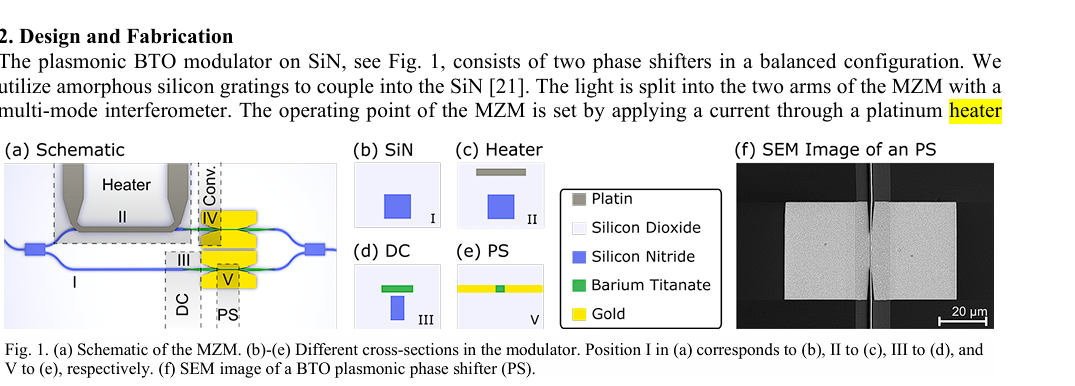 2. Design and Fabrication
The plasmonic BTO modulator on SiN, see Fig. 1, consists of two phase shifters in a balanced configuration. We
utilize amorphous silicon gratings to couple into the SiN [21]. The light is split into the two arms of the MZM with a
multi-mode interferometer. The operating point of the MZM is set by applying a current through a platinum heater
(a) Schematic
Heater
II
Conv.
IV
III
V
I
DC
PS
(b) SiN
I
(c) Heater
II
(d) DC
III
(e) PS
V
Platin
Silicon Dioxide
Silicon Nitride
Barium Titanate
Gold
(f) SEM Image of an PS
20 μm
Fig. 1. (a) Schematic of the MZM. (b)-(e) Different cross-sections in the modulator. Position I in (a) corresponds to (b), II to (c), III to (d), and
V to (e), respectively. (f) SEM image of a BTO plasmonic phase shifter (PS).